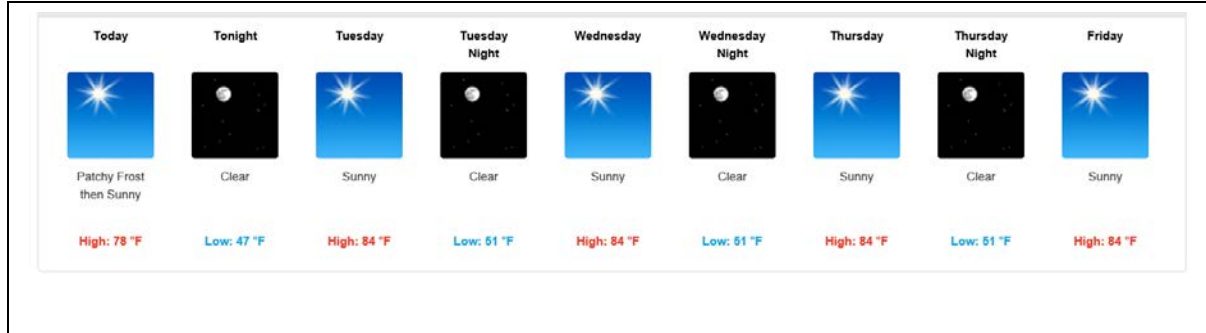 Today
Tonight
Tuesday
Tuesday
Night
Wednesday
Wednesday
Night
Thursday
Thursday
Night
Friday
Patchy Frost
then Sunny
Clear
Sunny
Clear
Sunny
Clear
Sunny
Clear
Sunny
High: 78 °F
Low: 47 °F
High: 84 °F
Low: 51 °F
High: 84 °F
Low: 51 °F
High: 84 °F
Low: 51 °F
High: 84 °F